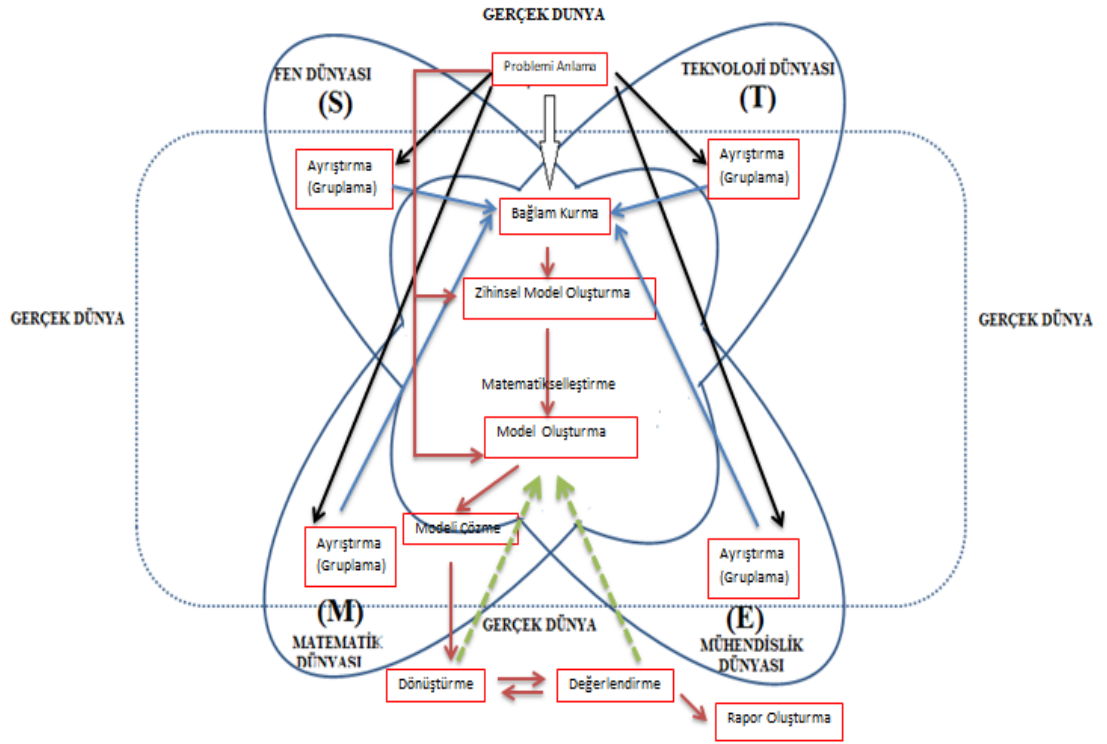 GERÇEK DUNYA
Problemi Anlama
FEN DÜNYASI
(S)
TEKNOLOJİ DÜNYASI
(T)
Ayrıştırma
(Gruplama)
Ayrıştırma
(Gruplama)
Bağlam Kurma
Zihinsel Model Oluşturma
GERÇEK DÜNYA
GERÇEK DÜNYA
Matematikselleştirme
Model Oluşturma
Modeli Çözme
Ayrıştırma
(Gruplama)
Ayrıştırma
(Gruplama)
(M)
MATEMATİK
DÜNYASI
GERÇEK DÜNYA
(E)
MÜHENDİSLİK
DÜNYASI
Dönüştürme
Değerlendirme
Rapor Oluşturma